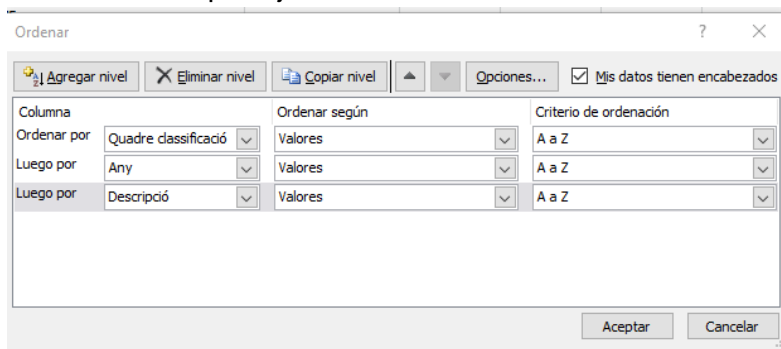 Ordenar ?
Agregar nivel Eliminar nivel Copiar nivel Opciones... Mis datos tienen encabezados
Columna Ordenar según Criterio de ordenación
Ordenar por Quadre classificació Valores A a Z
Luego por Any Valores A a Z
Luego por Descripció Valores A a Z
Aceptar Cancelar